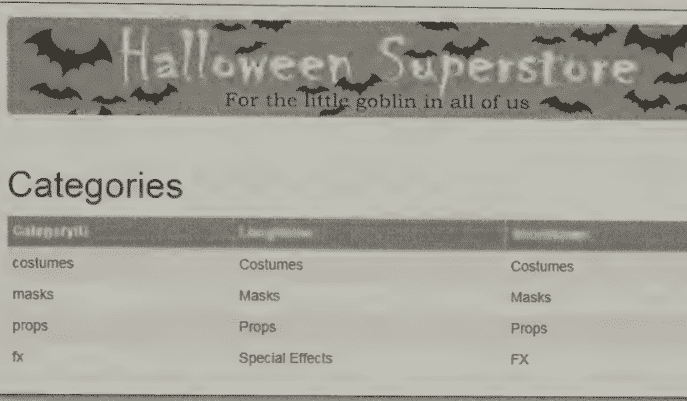 Halloween Superstore
For the little goblin in all of us
Categories
CategoryID
costumes Costumes Costumes
masks Masks Masks
props Props Props
fx Special Effects FX